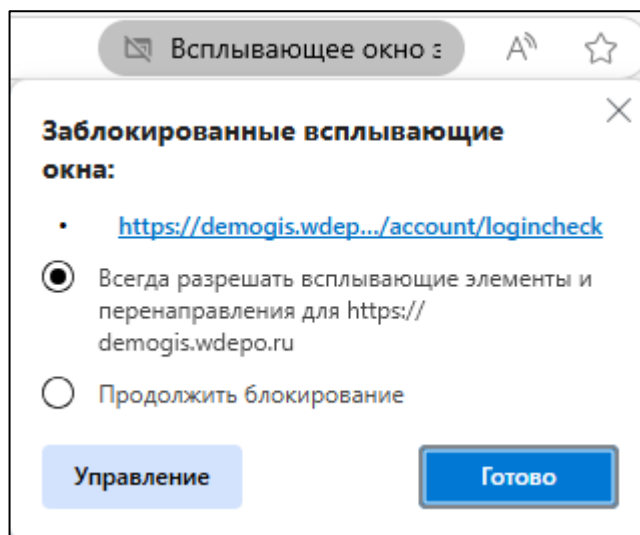 Всплывающее окно з
Заблокированные всплывающие
окна:
• https://demogis.wdep.../account/logincheck
Всегда разрешать всплывающие элементы и
перенаправления для https://
demogis.wdepo.ru
Продолжить блокирование
Управление
Готово